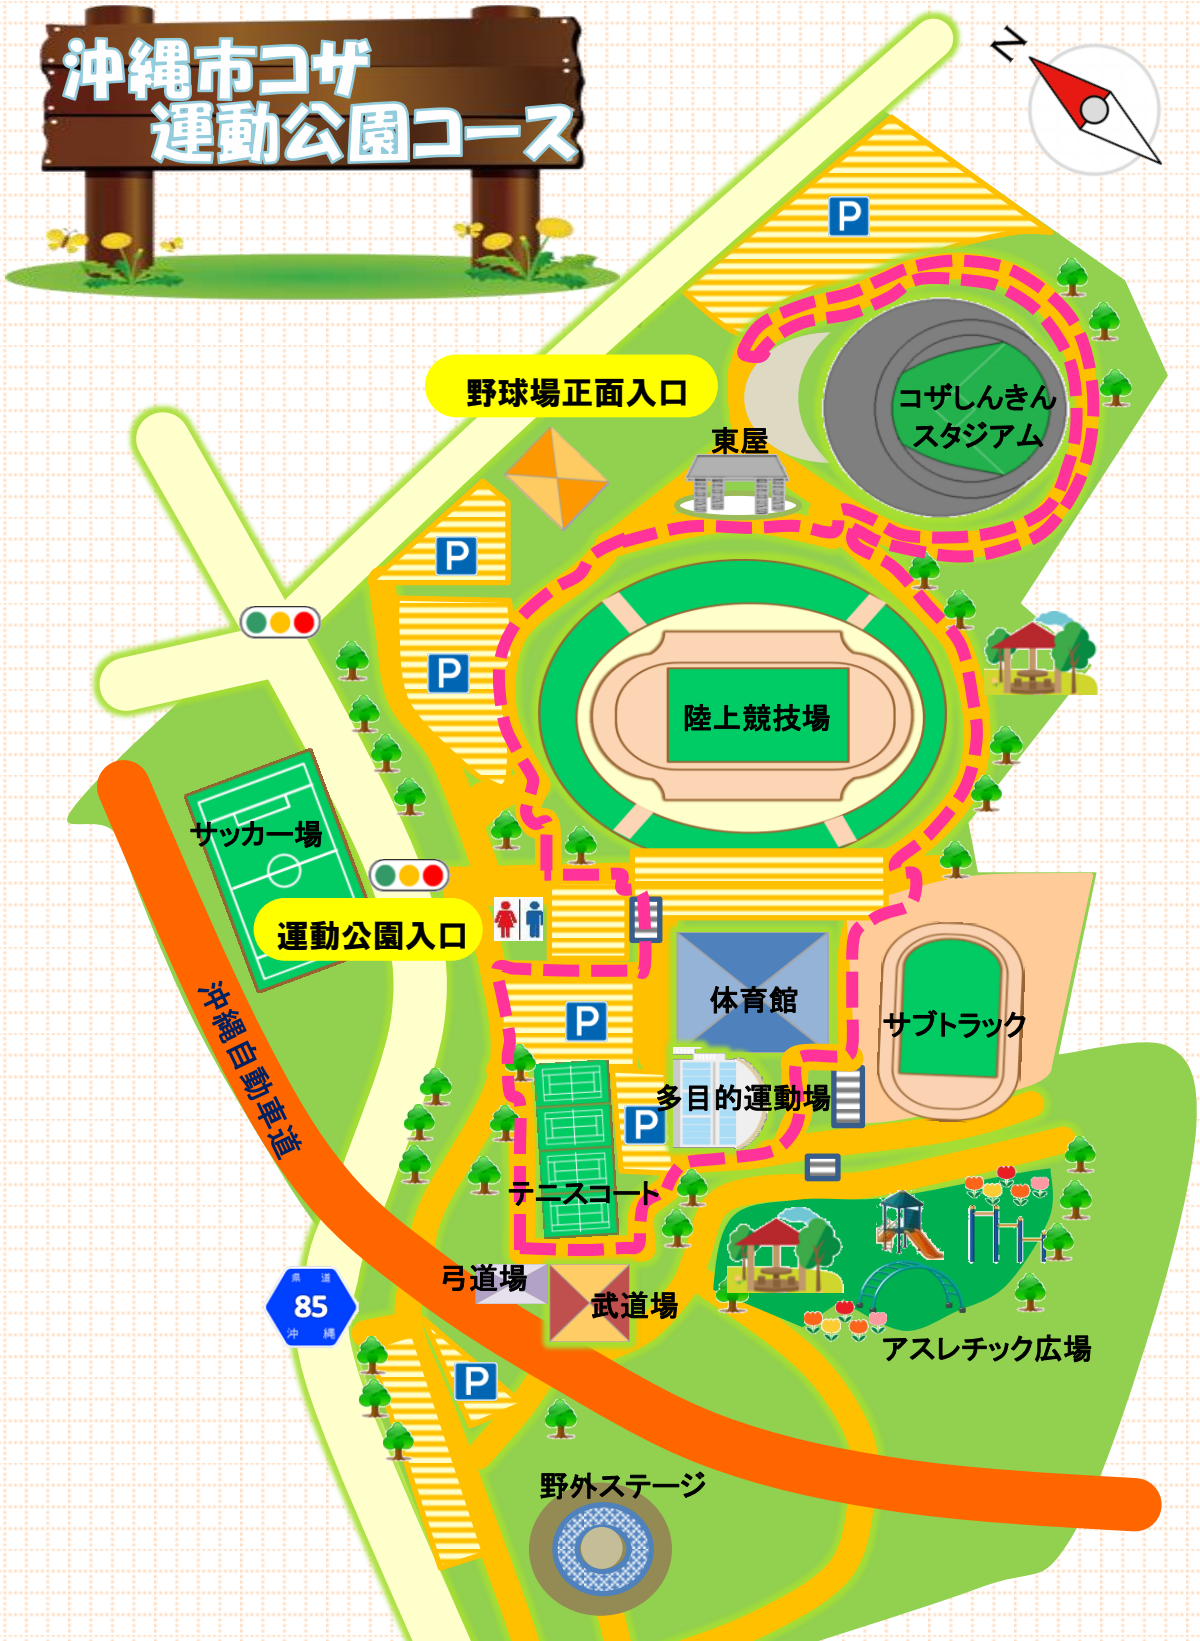 沖縄市コザ
運動公園コース
N
P
野球場正面入口
コザしんきん
スタジアム
東屋
P
P
陸上競技場
サッカー場
運動公園入口
体育館
沖縄自動車道
P
サブトラック
多目的運動場
P
テニスコート
弓道場
武道場
県 道
85
沖 縄
アスレチック広場
P
野外ステージ